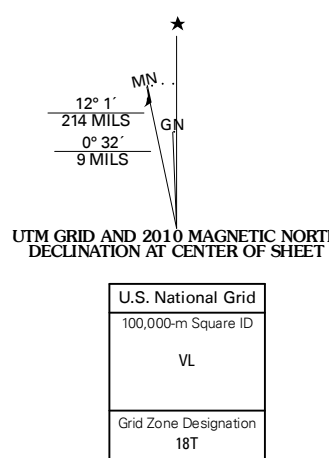 MN
GN
12° 1´
214 MILS
0° 32´
9 MILS
UTM GRID AND 2010 MAGNETIC NORT
DECLINATION AT CENTER OF SHEET
U.S. National Grid
100,000-m Square ID
VL
Grid Zone Designation
18T